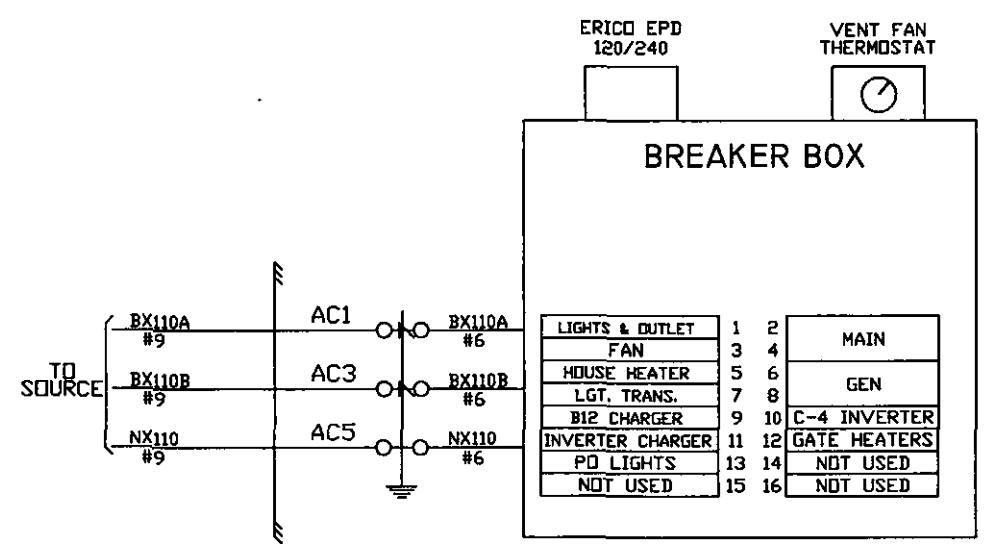 ERICO EPD
120/240
VENT FAN
THERMOSTAT
BREAKER BOX
TO
SOURCE
BX110A
#9
AC1
BX110A
#6
BX110B
#9
AC3
BX110B
#6
NX110
#9
AC5
NX110
#6
LIGHTS & OUTLET 1 2 MAIN
FAN 3 4
HOUSE HEATER 5 6 GEN
LGT. TRANS. 7 8
B12 CHARGER 9 10 C-4 INVERTER
INVERTER CHARGER 11 12 GATE HEATERS
PO LIGHTS 13 14 NOT USED
NOT USED 15 16 NOT USED